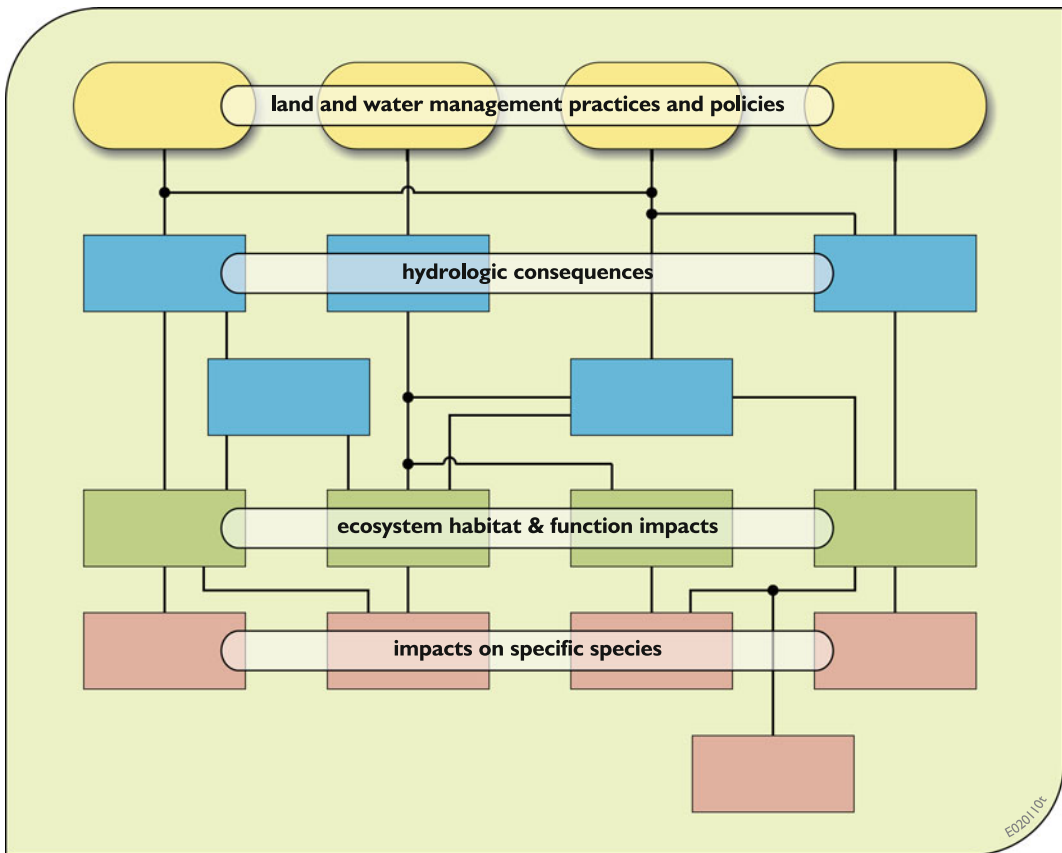 land and water management practices and policies
hydrologic consequences
ecosystem habitat & function impacts
impacts on specific species
E020110t